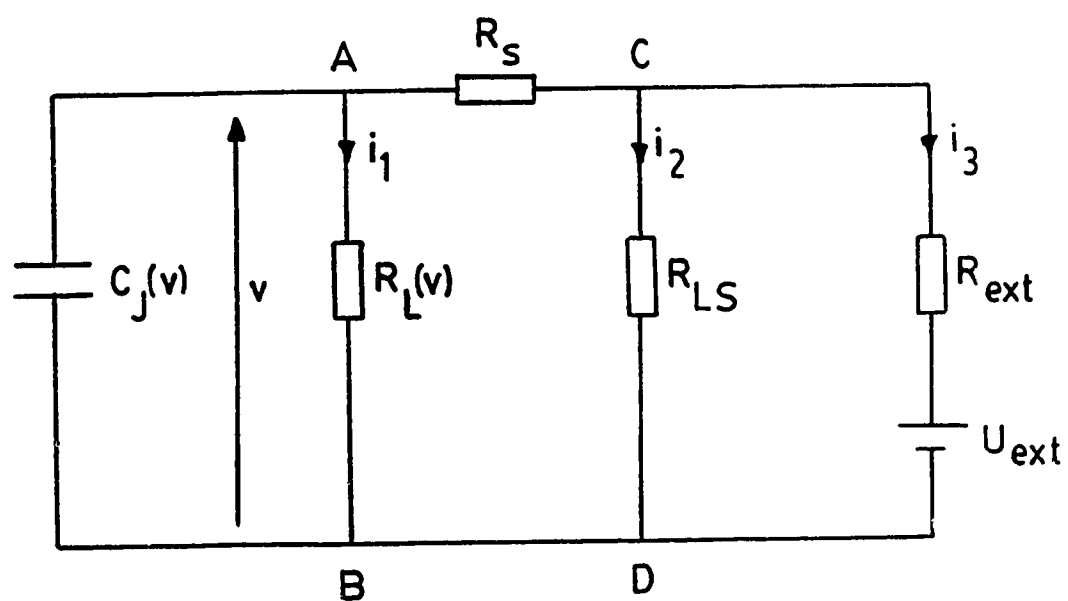 R_S
A
C
i_1
i_2
i_3
C_j(v)
v
R_L(v)
R_LS
R_ext
U_ext
B
D